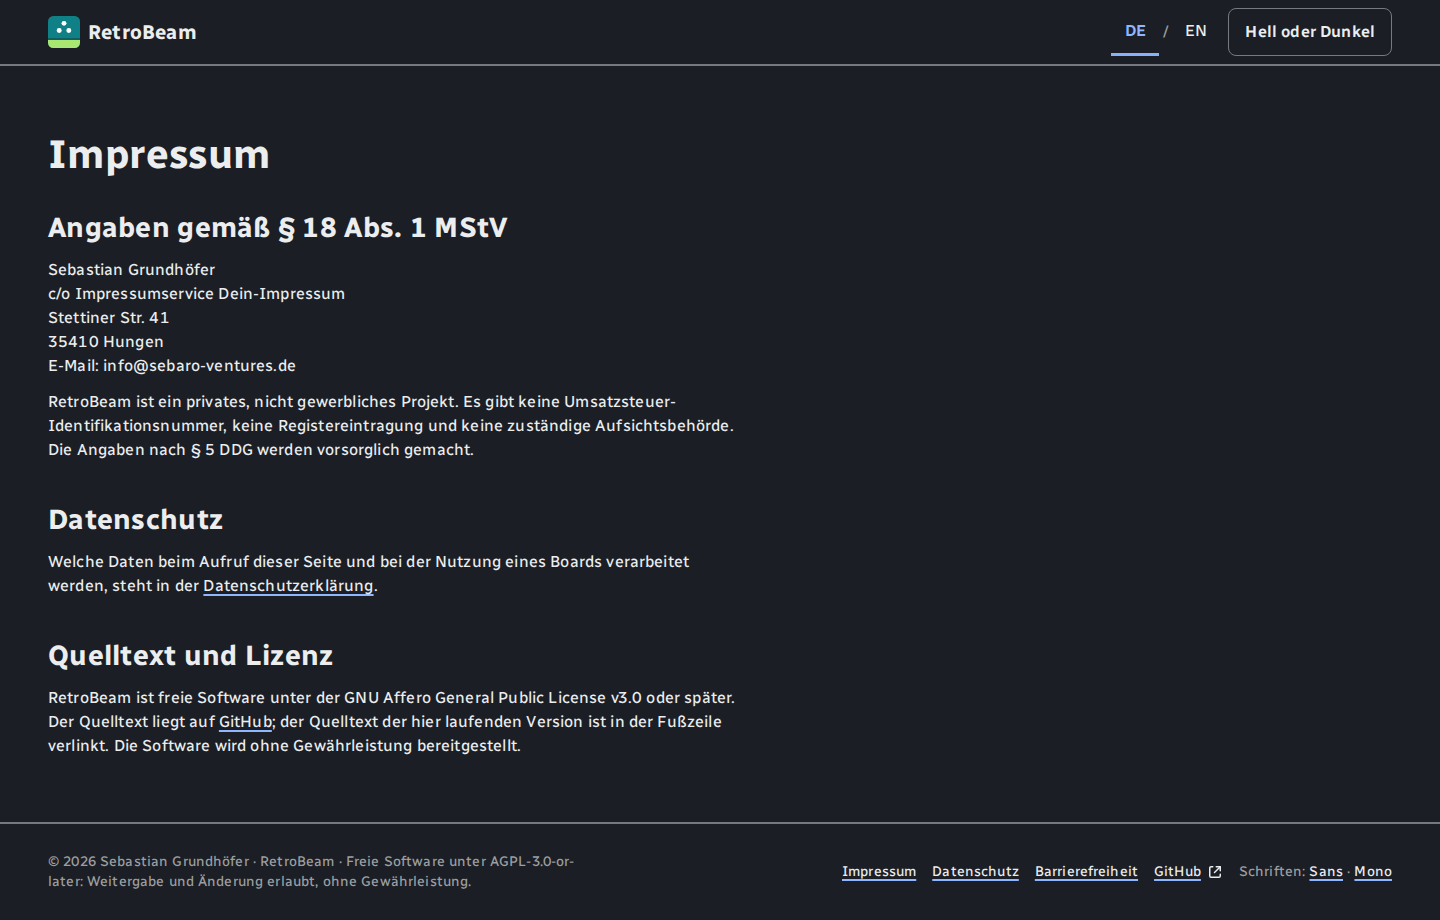 RetroBeam
DE / EN
Hell oder Dunkel
Impressum
Angaben gemäß § 18 Abs. 1 MStV
Sebastian Grundhöfer
c/o Impressumservice Dein-Impressum
Stettiner Str. 41
35410 Hungen
E-Mail: info@sebaro-ventures.de
RetroBeam ist ein privates, nicht gewerbliches Projekt. Es gibt keine Umsatzsteuer-
Identifikationsnummer, keine Registereintragung und keine zuständige Aufsichtsbehörde.
Die Angaben nach § 5 DDG werden vorsorglich gemacht.
Datenschutz
Welche Daten beim Aufruf dieser Seite und bei der Nutzung eines Boards verarbeitet
werden, steht in der Datenschutzerklärung.
Quelltext und Lizenz
RetroBeam ist freie Software unter der GNU Affero General Public License v3.0 oder später.
Der Quelltext liegt auf GitHub; der Quelltext der hier laufenden Version ist in der Fußzeile
verlinkt. Die Software wird ohne Gewährleistung bereitgestellt.
© 2026 Sebastian Grundhöfer · RetroBeam · Freie Software unter AGPL-3.0-or-
later: Weitergabe und Änderung erlaubt, ohne Gewährleistung.
Impressum Datenschutz Barrierefreiheit GitHub Schriften: Sans · Mono